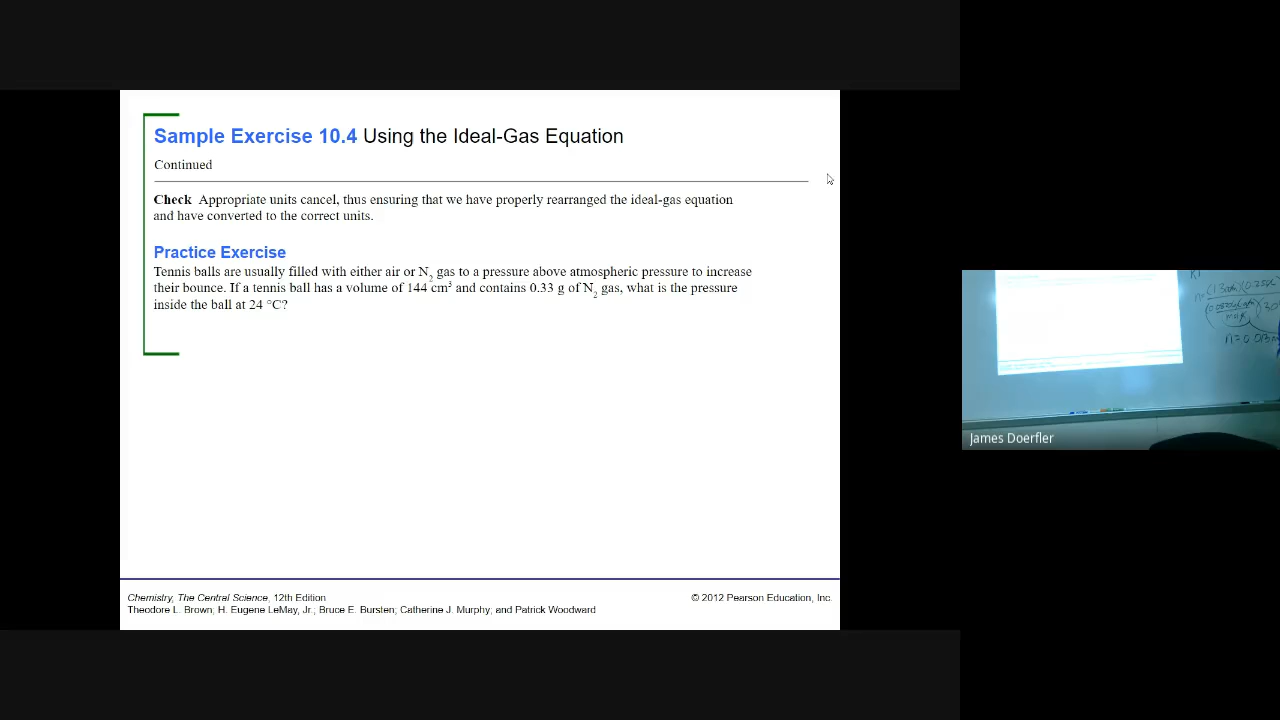 Sample Exercise 10.4 Using the Ideal-Gas Equation
Continued
Check Appropriate units cancel, thus ensuring that we have properly rearranged the ideal-gas equation
and have converted to the correct units.
Practice Exercise
Tennis balls are usually filled with either air or N2 gas to a pressure above atmospheric pressure to increase
their bounce. If a tennis ball has a volume of 144 cm³ and contains 0.33 g of N2 gas, what is the pressure
inside the ball at 24 °C?
Chemistry, The Central Science, 12th Edition
Theodore L. Brown; H. Eugene LeMay, Jr.; Bruce E. Bursten; Catherine J. Murphy; and Patrick Woodward
© 2012 Pearson Education, Inc.
James Doerfler